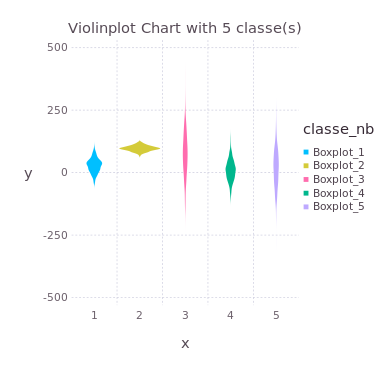 Violinplot Chart with 5 classe(s)
500
250
0
-250
-500
y
1 2 3 4 5
x
classe_nb
Boxplot_1
Boxplot_2
Boxplot_3
Boxplot_4
Boxplot_5